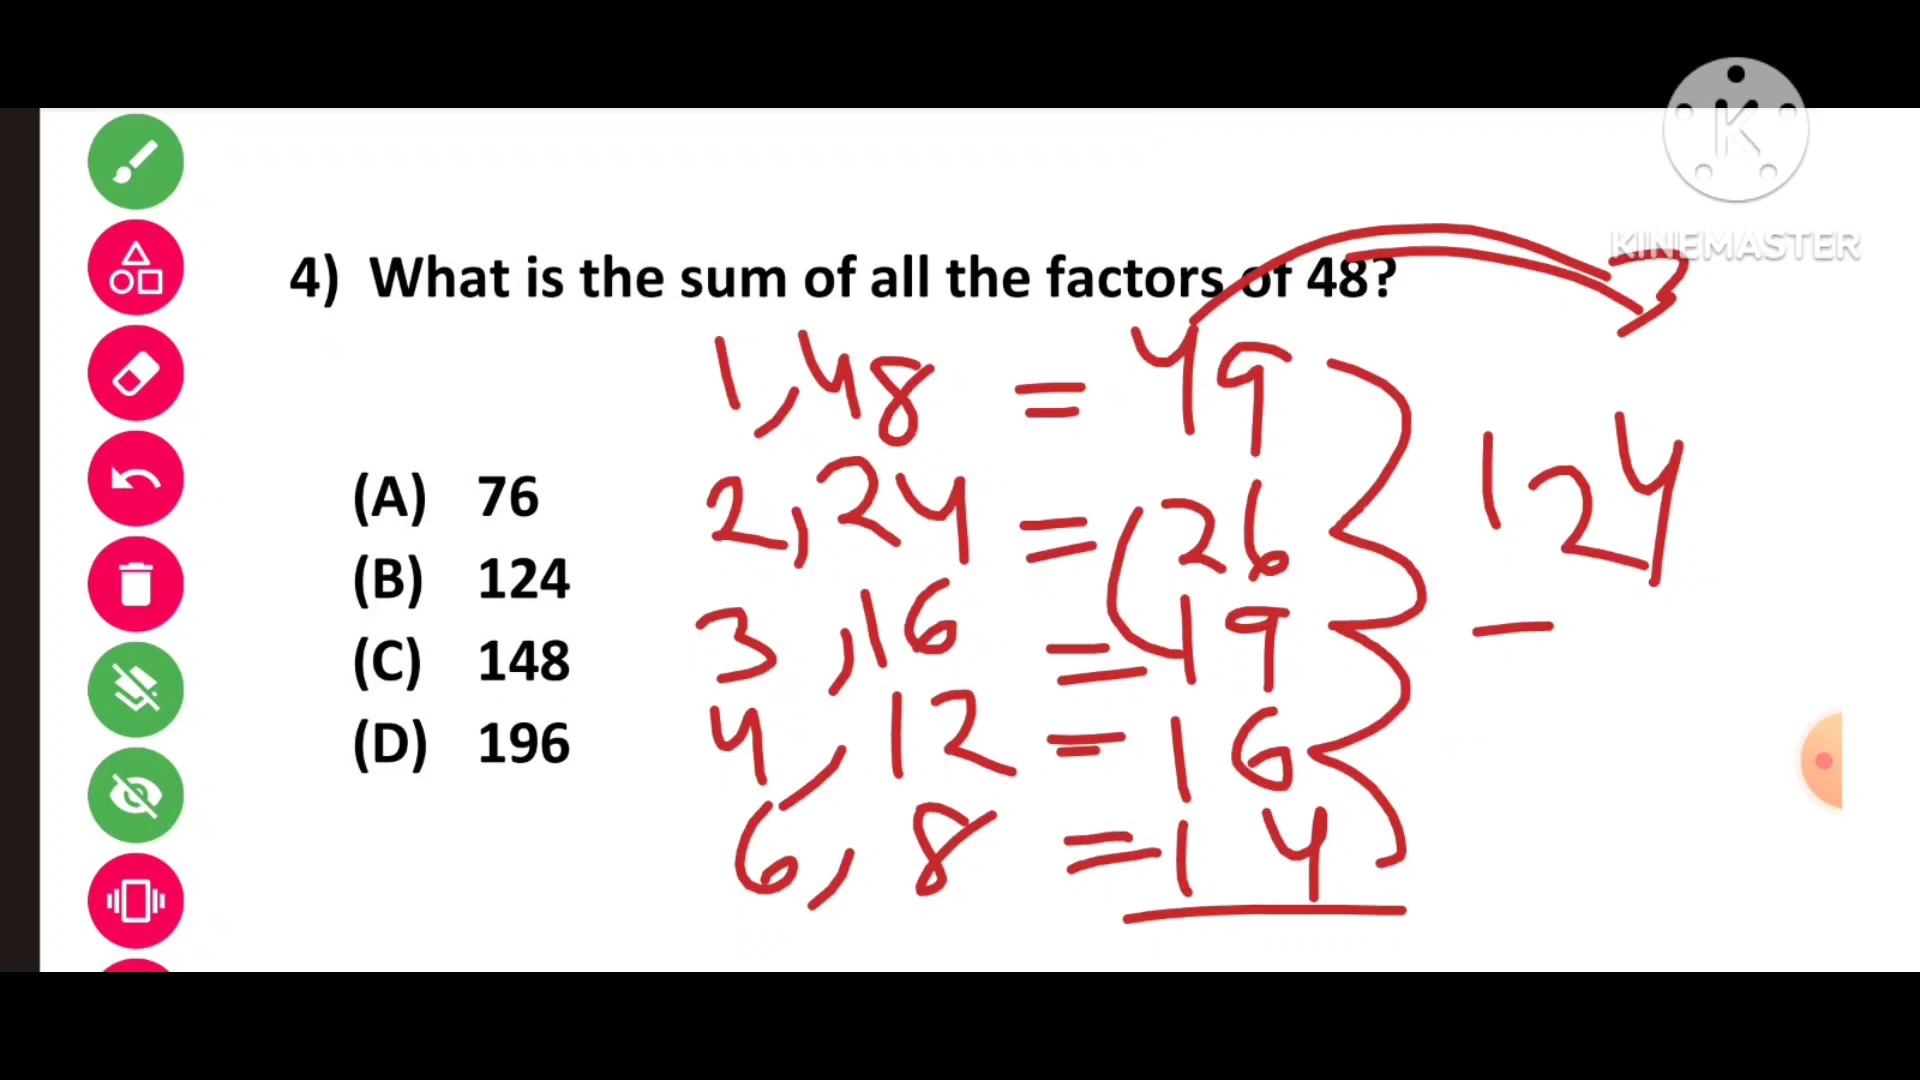 KINEMASTER
4) What is the sum of all the factors of 48?
1, 48 = 49
(A) 76
2, 24 = 26
124
(B) 124
3, 16 = 19
(C) 148
4, 12 = 16
(D) 196
6, 8 = 14